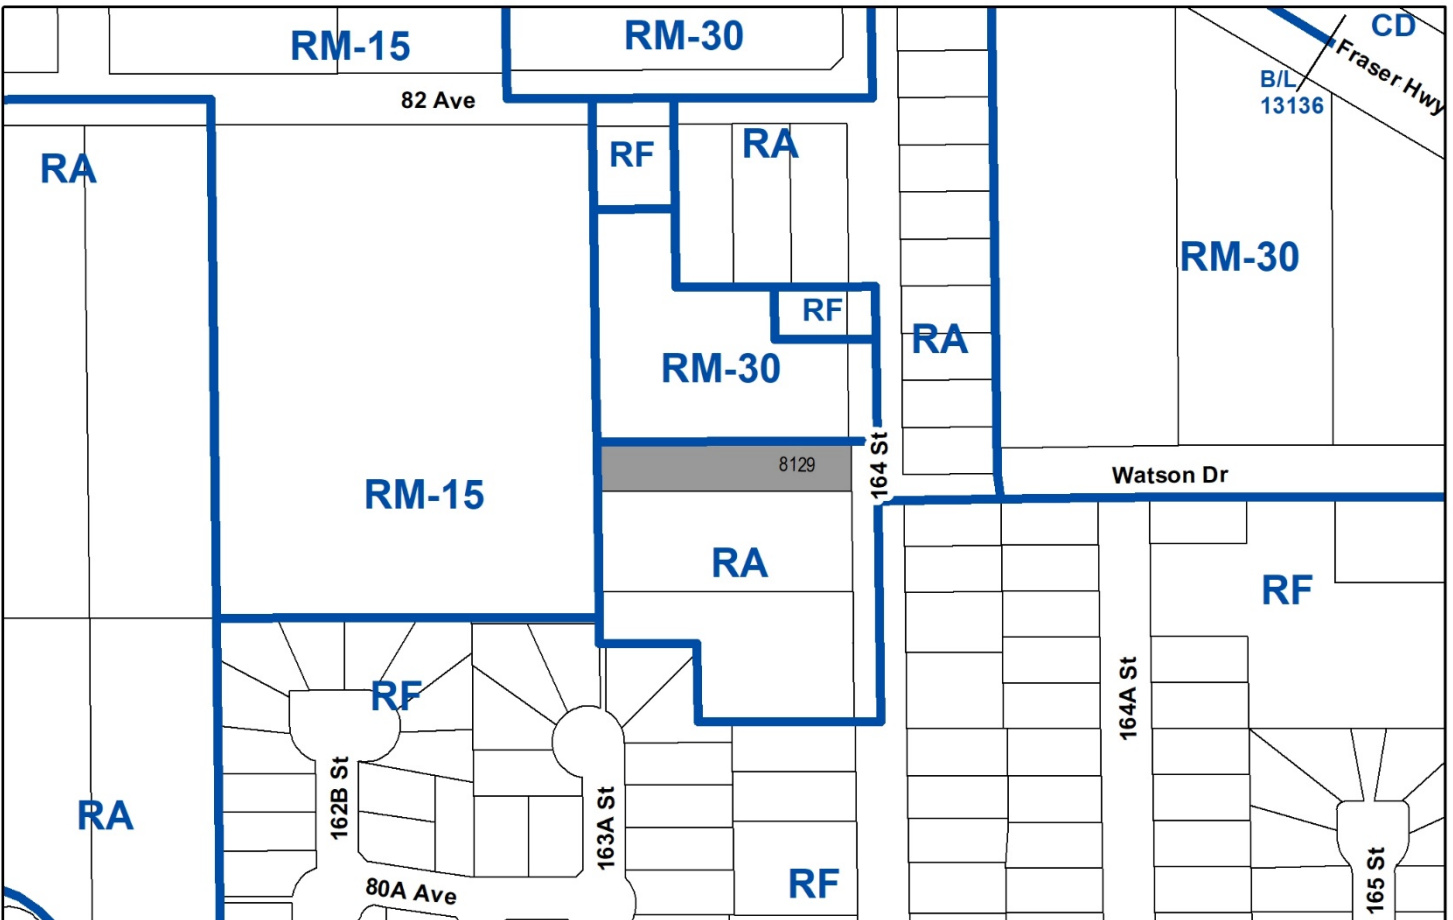 CD
RM-15
RM-30
Fraser Hwy
B/L
13136
82 Ave
RA
RF
RA
RM-30
RF
RA
RM-30
164 St
8129
Watson Dr
RM-15
RA
RF
RF
164A St
RA
162B St
163A St
80A Ave
RF
165 St